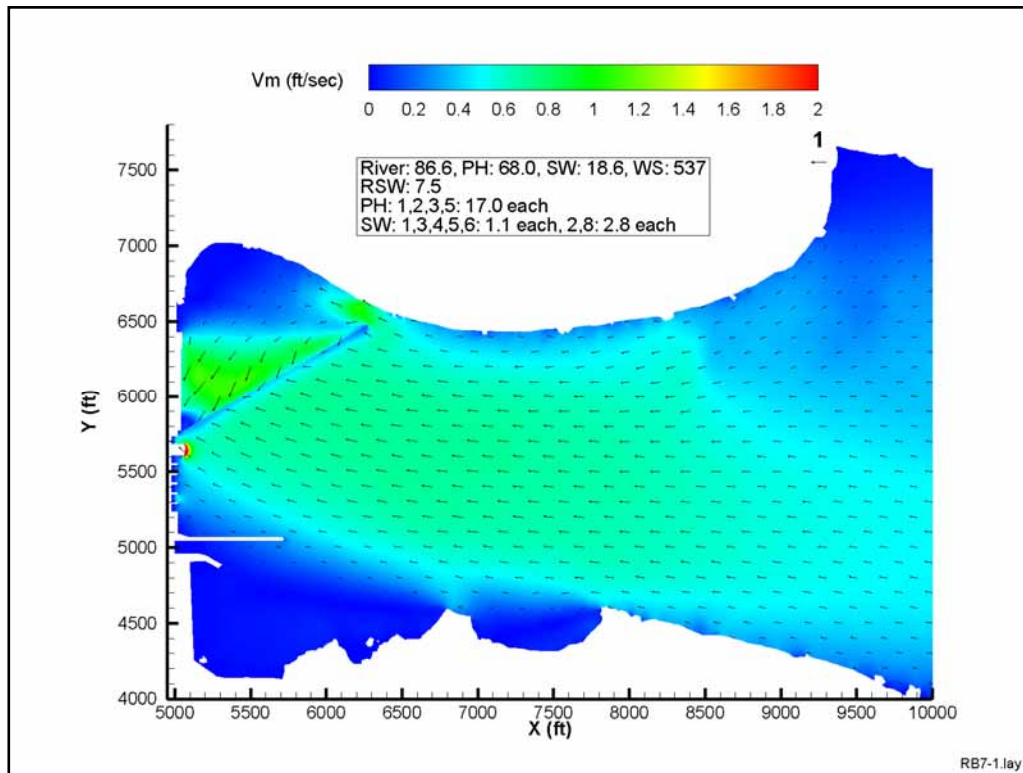 Vm (ft/sec)
0 0.2 0.4 0.6 0.8 1 1.2 1.4 1.6 1.8 2
1
River: 86.6, PH: 68.0, SW: 18.6, WS: 537
RSW: 7.5
PH: 1,2,3,5: 17.0 each
SW: 1,3,4,5,6: 1.1 each, 2,8: 2.8 each
7500
7000
6500
6000
5500
5000
4500
4000
Y (ft)
5000 5500 6000 6500 7000 7500 8000 8500 9000 9500 10000
X (ft)
RB7-1.lay